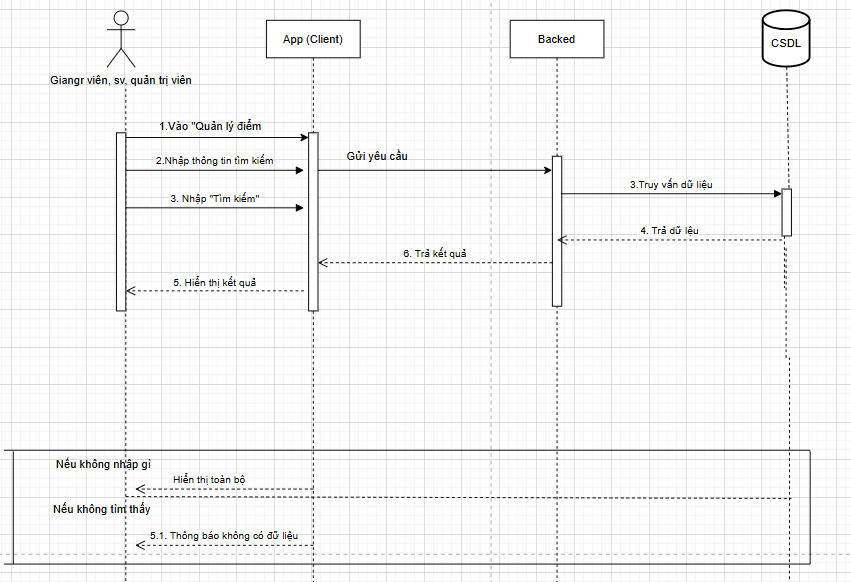 App (Client)
Backed
CSDL
Giangr viên, sv, quản trị viên
1.Vào "Quản lý điểm
2.Nhập thông tin tìm kiếm
Gửi yêu cầu
3.Truy vấn dữ liệu
3. Nhập "Tìm kiếm"
4. Trả dữ lệu
6. Trả kết quả
5. Hiển thị kết quả
Nếu không nhập gì
Hiển thị toàn bộ
Nếu không tìm thấy
5.1. Thông báo không có đữ liệu